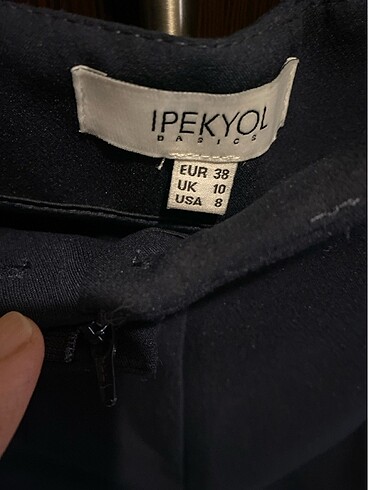 IPEKYOL
BASICS
EUR 38
UK 10
USA 8